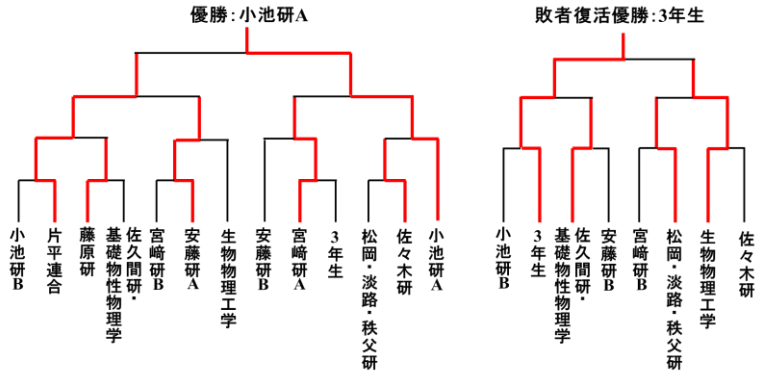 優勝:小池研A
敗者復活優勝:3年生
小池研B
片平連合
藤原研
佐久間研・
基礎物性物理学
宮﨑研B
安藤研A
生物物理工学
安藤研B
宮﨑研A
3年生
松岡・淡路・秩父研
佐々木研
小池研A
小池研B
3年生
佐久間研・
基礎物性物理学
安藤研B
宮﨑研B
松岡・淡路・秩父研
生物物理工学
佐々木研